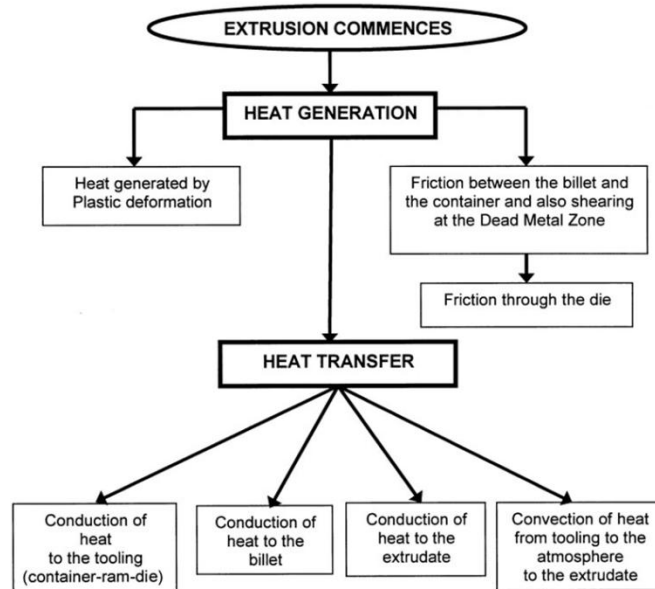 EXTRUSION COMMENCES
HEAT GENERATION
Heat generated by
Plastic deformation
Friction between the billet and
the container and also shearing
at the Dead Metal Zone
Friction through the die
HEAT TRANSFER
Conduction of
heat
to the tooling
(container-ram-die)
Conduction of
heat to the
billet
Conduction of
heat to the
extrudate
Convection of heat
from tooling to the
atmosphere
to the extrudate